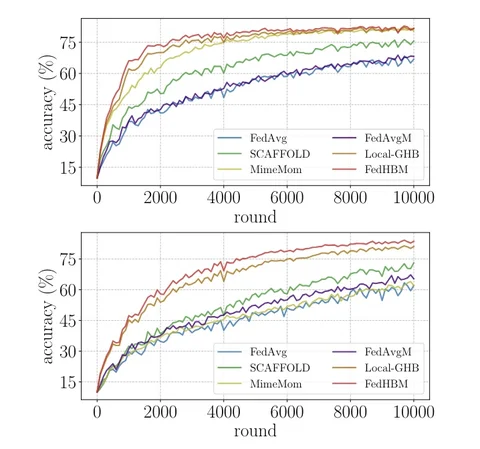 75
60
45
30
15
accuracy (%)
FedAvg FedAvgM
SCAFFOLD Local-GHB
MimeMom FedHBM
0 2000 4000 6000 8000 10000
round
75
60
45
30
15
accuracy (%)
FedAvg FedAvgM
SCAFFOLD Local-GHB
MimeMom FedHBM
0 2000 4000 6000 8000 10000
round